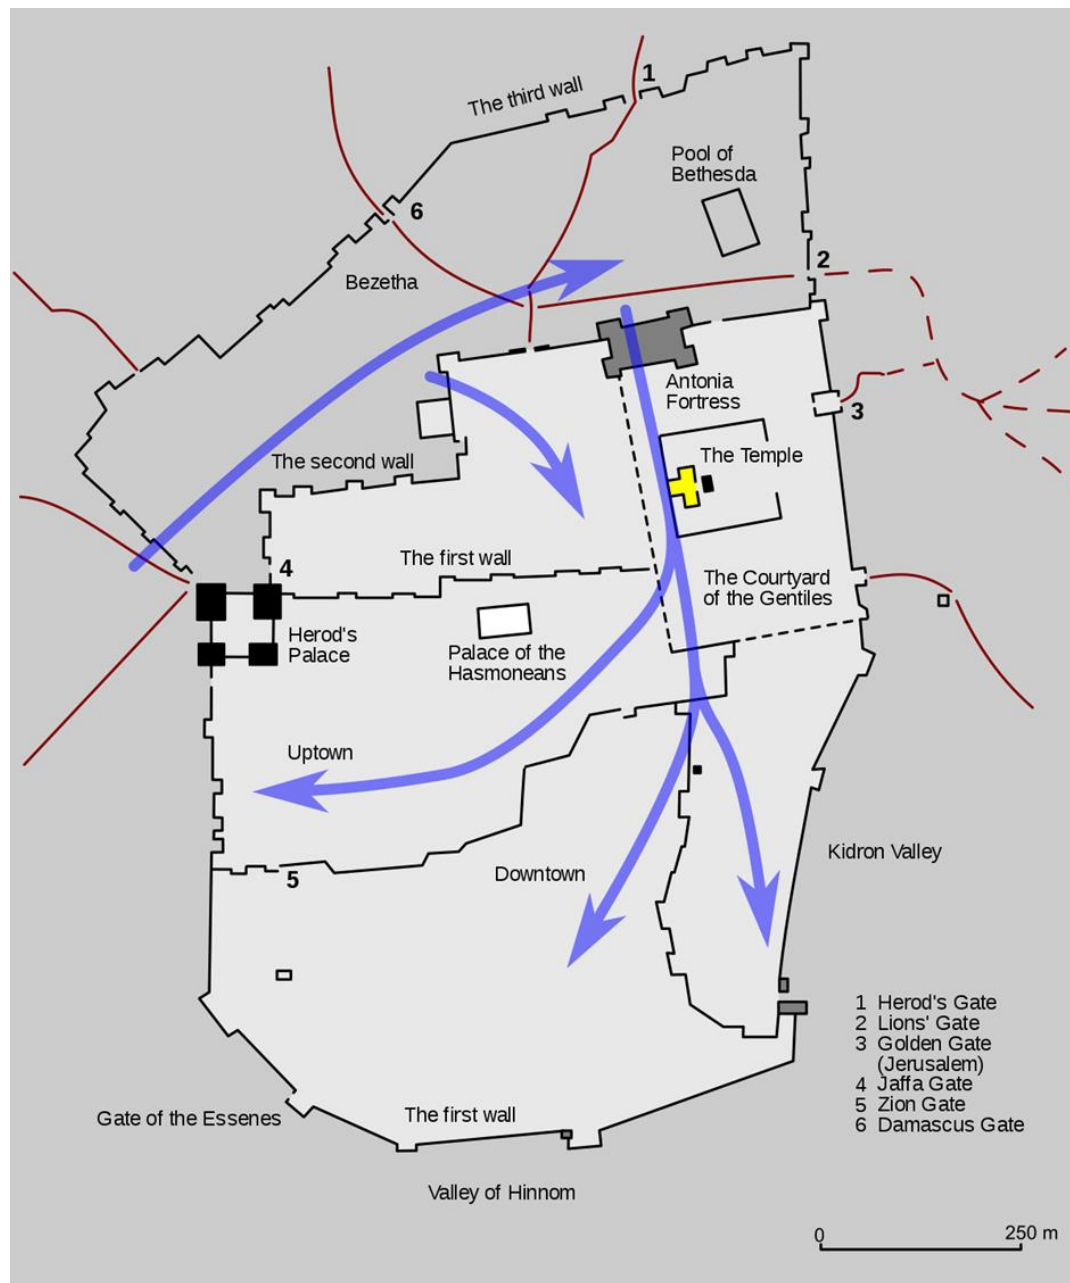 1
The third wall
Pool of
Bethesda
6
2
Bezetha
Antonia
Fortress
3
The Temple
The second wall
The first wall
4
The Courtyard
of the Gentiles
Herod's
Palace
Palace of the
Hasmoneans
Uptown
Kidron Valley
Downtown
5
1 Herod's Gate
2 Lions' Gate
3 Golden Gate
(Jerusalem)
4 Jaffa Gate
5 Zion Gate
6 Damascus Gate
Gate of the Essenes
The first wall
Valley of Hinnom
0 250 m